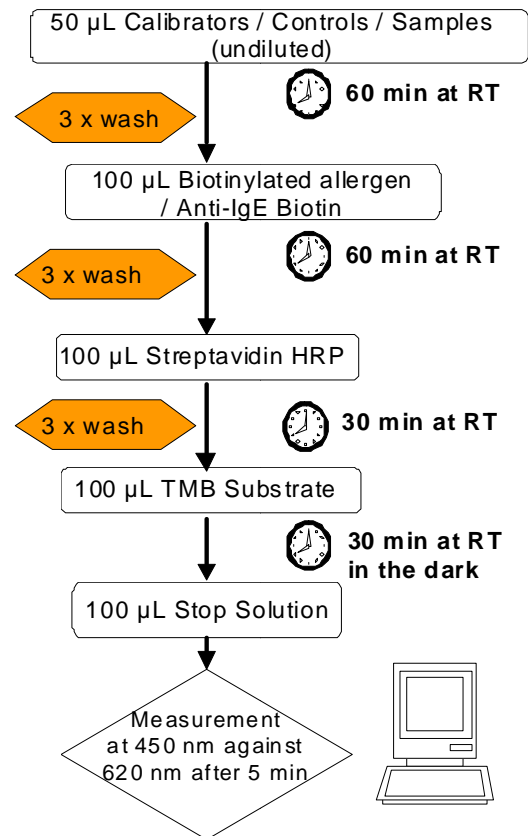 50 µL Calibrators / Controls / Samples
(undiluted)
60 min at RT
3 x wash
100 µL Biotinylated allergen
/ Anti-IgE Biotin
60 min at RT
3 x wash
100 µL Streptavidin HRP
30 min at RT
3 x wash
100 µL TMB Substrate
30 min at RT
in the dark
100 µL Stop Solution
Measurement
at 450 nm against
620 nm after 5 min